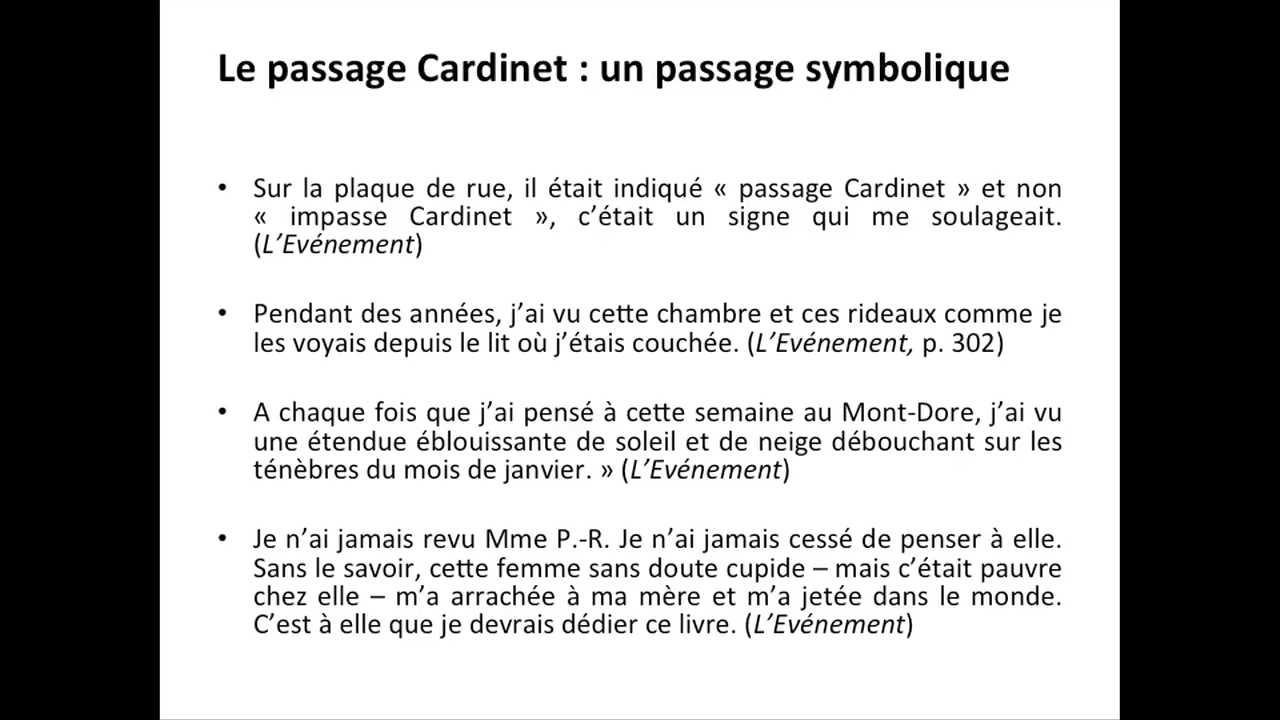 Le passage Cardinet : un passage symbolique
• Sur la plaque de rue, il était indiqué « passage Cardinet » et non
« impasse Cardinet », c’était un signe qui me soulageait.
(L’Evénement)
• Pendant des années, j’ai vu cette chambre et ces rideaux comme je
les voyais depuis le lit où j’étais couchée. (L’Evénement, p. 302)
• A chaque fois que j’ai pensé à cette semaine au Mont-Dore, j’ai vu
une étendue éblouissante de soleil et de neige débouchant sur les
ténèbres du mois de janvier. » (L’Evénement)
• Je n’ai jamais revu Mme P.-R. Je n’ai jamais cessé de penser à elle.
Sans le savoir, cette femme sans doute cupide – mais c’était pauvre
chez elle – m’a arrachée à ma mère et m’a jetée dans le monde.
C’est à elle que je devrais dédier ce livre. (L’Evénement)